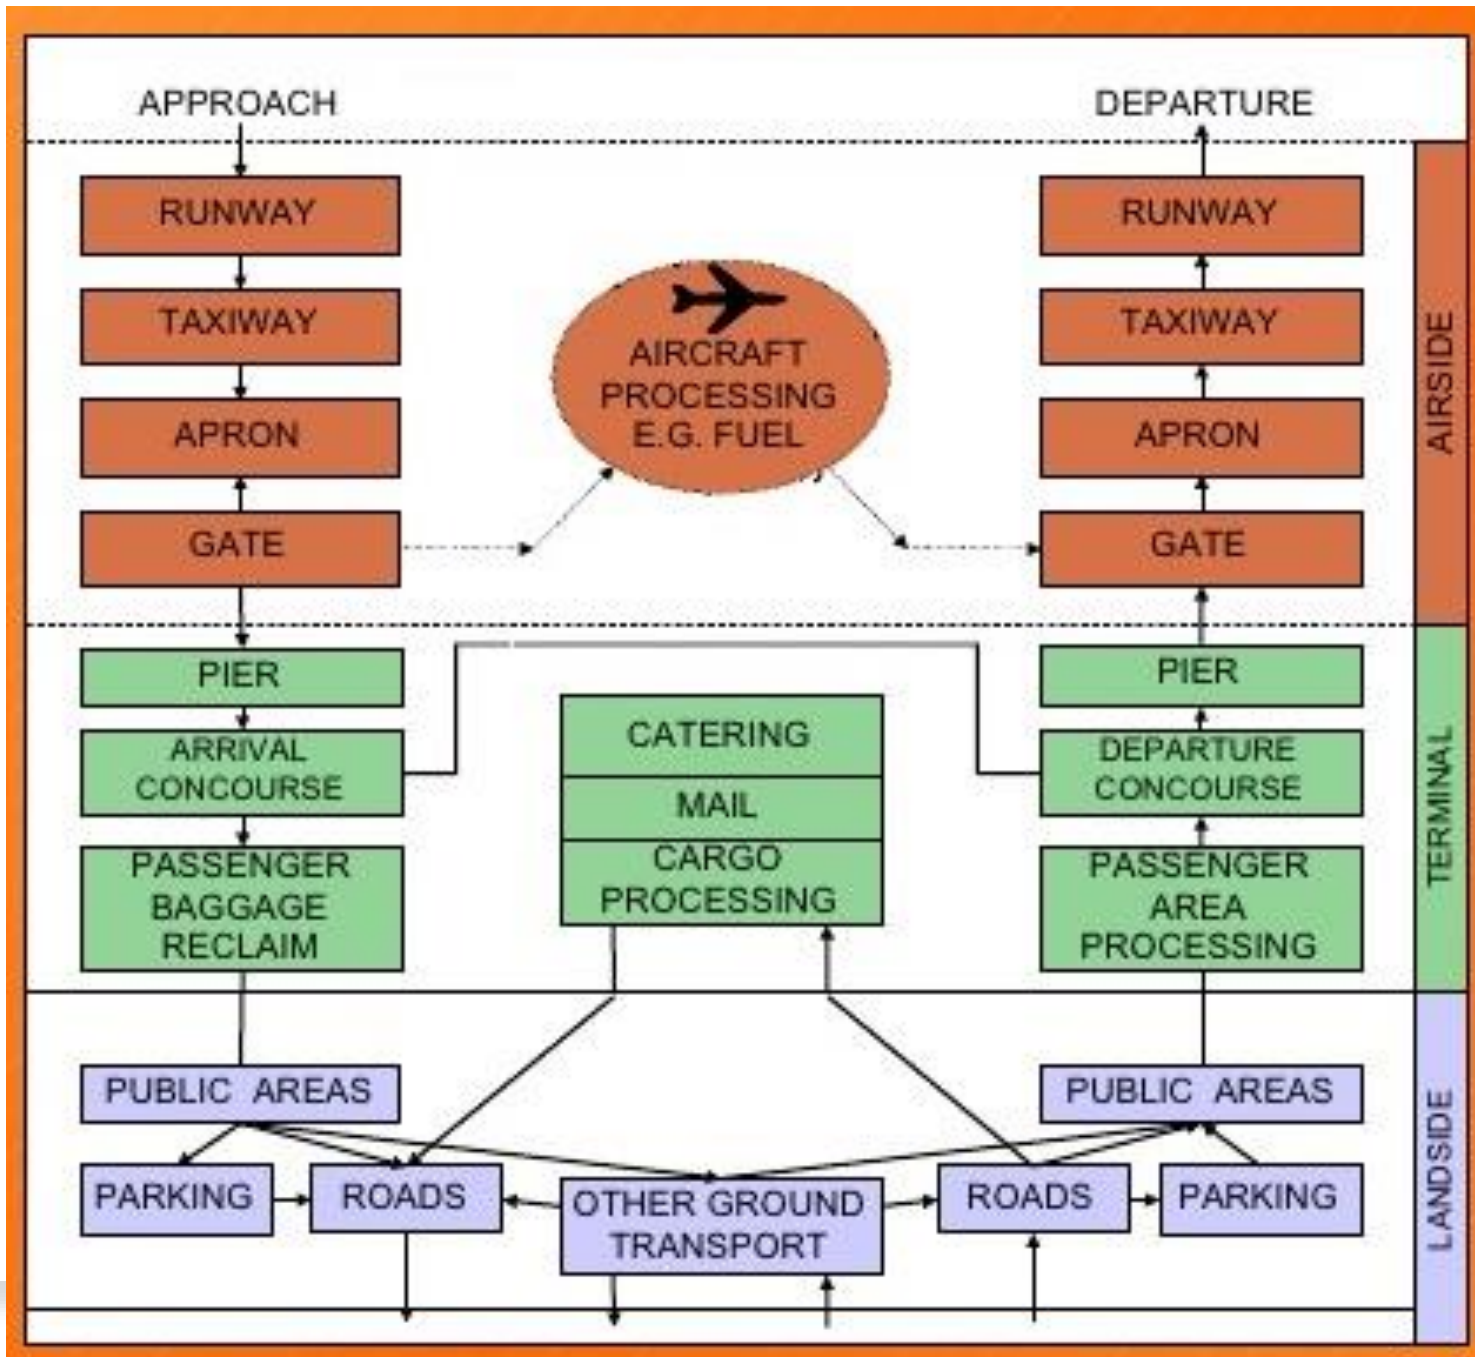 APPROACH
DEPARTURE
RUNWAY
RUNWAY
TAXIWAY
AIRCRAFT
PROCESSING
E.G. FUEL
TAXIWAY
APRON
APRON
GATE
GATE
AIRSIDE
PIER
PIER
ARRIVAL
CONCOURSE
CATERING
MAIL
CARGO
PROCESSING
DEPARTURE
CONCOURSE
PASSENGER
BAGGAGE
RECLAIM
PASSENGER
AREA
PROCESSING
TERMINAL
PUBLIC AREAS
PUBLIC AREAS
PARKING
ROADS
OTHER GROUND
TRANSPORT
ROADS
PARKING
LANDSIDE